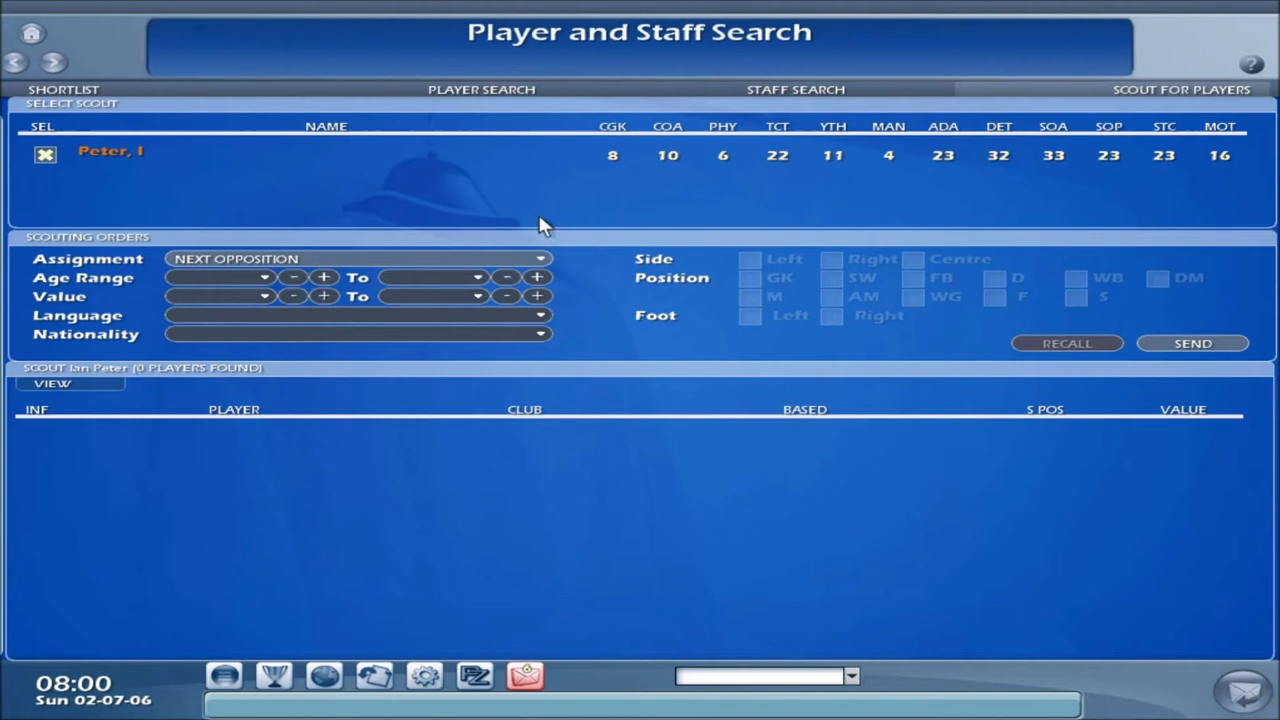 Player and Staff Search
?
SHORTLIST PLAYER SEARCH STAFF SEARCH SCOUT FOR PLAYERS
SELECT SCOUT
SEL NAME CGK COA PHY TCT YTH MAN ADA DET SOA SOP STC MOT
Peter, I 8 10 6 22 11 4 23 32 33 23 23 16
SCOUTING ORDERS
Assignment NEXT OPPOSITION Side Left Right Centre
Age Range - + To - + Position GK SW FB D WB DM
Value - + To - + M AM WG F S
Language Foot Left Right
Nationality
RECALL SEND
SCOUT Ian Peter (0 PLAYERS FOUND)
VIEW
INF PLAYER CLUB BASED S POS VALUE
08:00
Sun 02-07-06